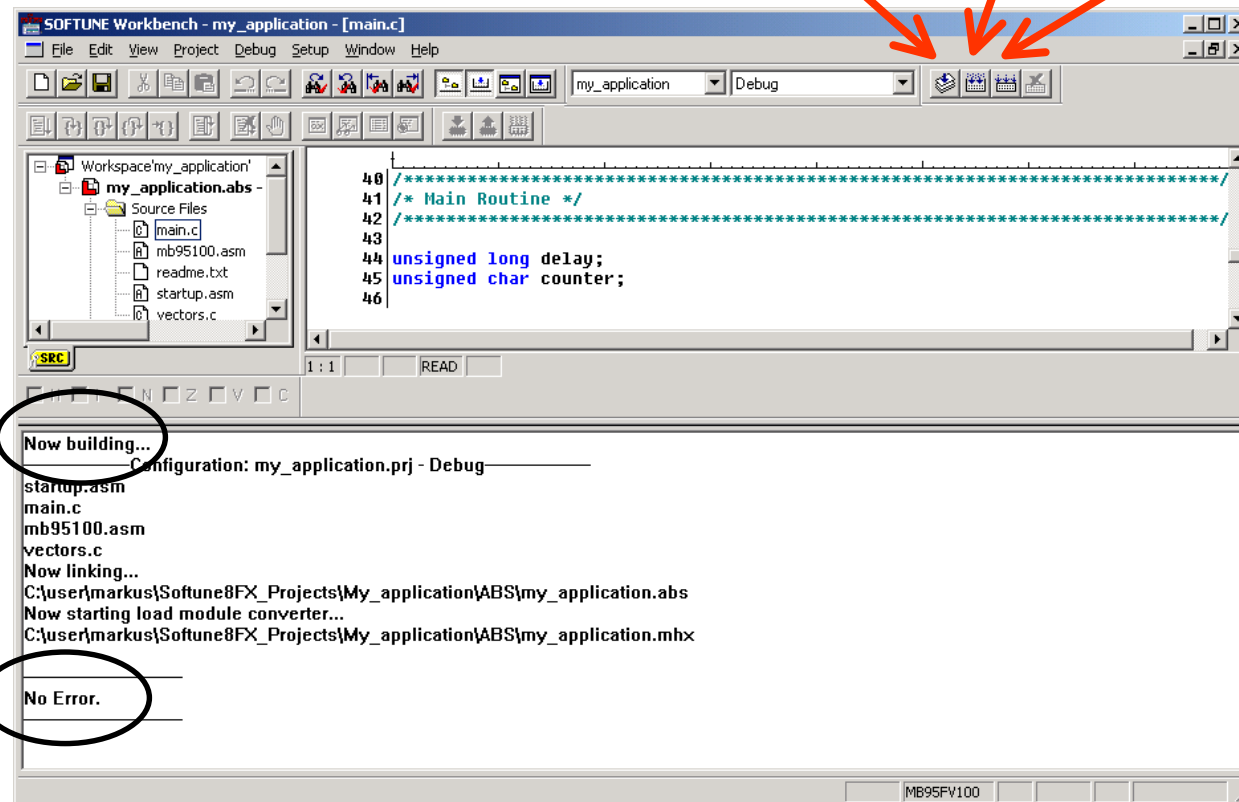 SOFTUNE Workbench - my_application - [main.c]
File Edit View Project Debug Setup Window Help
my_application Debug
Workspace'my_application'
my_application.abs -
Source Files
main.c
mb95100.asm
readme.txt
startup.asm
vectors.c
SRC
40 /*****************************************************************************/
41 /* Main Routine */
42 /*****************************************************************************/
43
44 unsigned long delay;
45 unsigned char counter;
46
1 : 1 READ
H I N Z V C
Now building...
Configuration: my_application.prj - Debug
startup.asm
main.c
mb95100.asm
vectors.c
Now linking...
C:\user\markus\Softune8FX_Projects\My_application\ABS\my_application.abs
Now starting load module converter...
C:\user\markus\Softune8FX_Projects\My_application\ABS\my_application.mhx
No Error.
MB95FV100